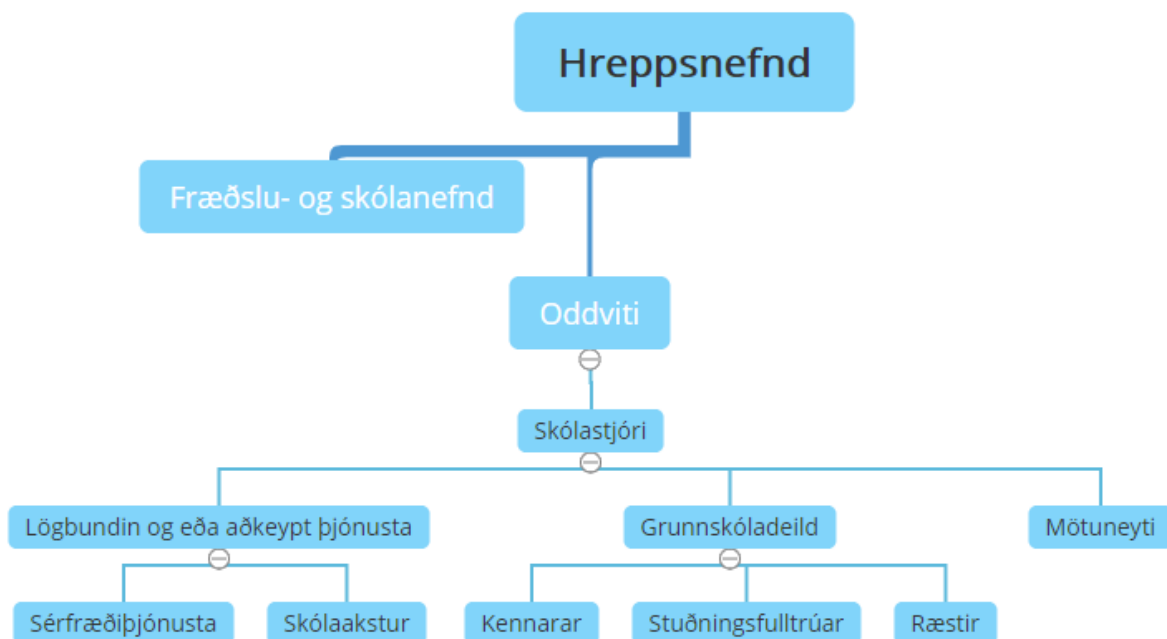 Hreppsnefnd
Fræðslu- og skólanefnd
Oddviti
Skólastjóri
Lögbundin og eða aðkeypt þjónusta
Grunnskóladeild
Mötuneyti
Sérfræðiþjónusta
Skólaakstur
Kennarar
Stuðningsfulltrúar
Ræstir